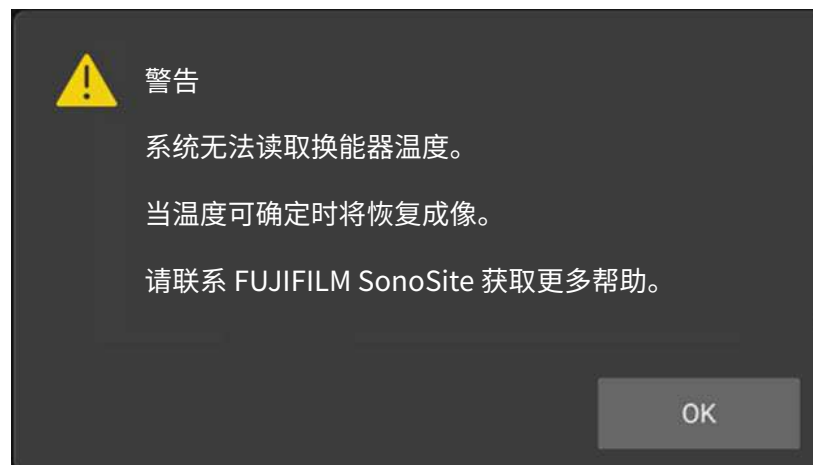 警告
系统无法读取换能器温度。
当温度可确定时将恢复成像。
请联系 FUJIFILM SonoSite 获取更多帮助。
OK